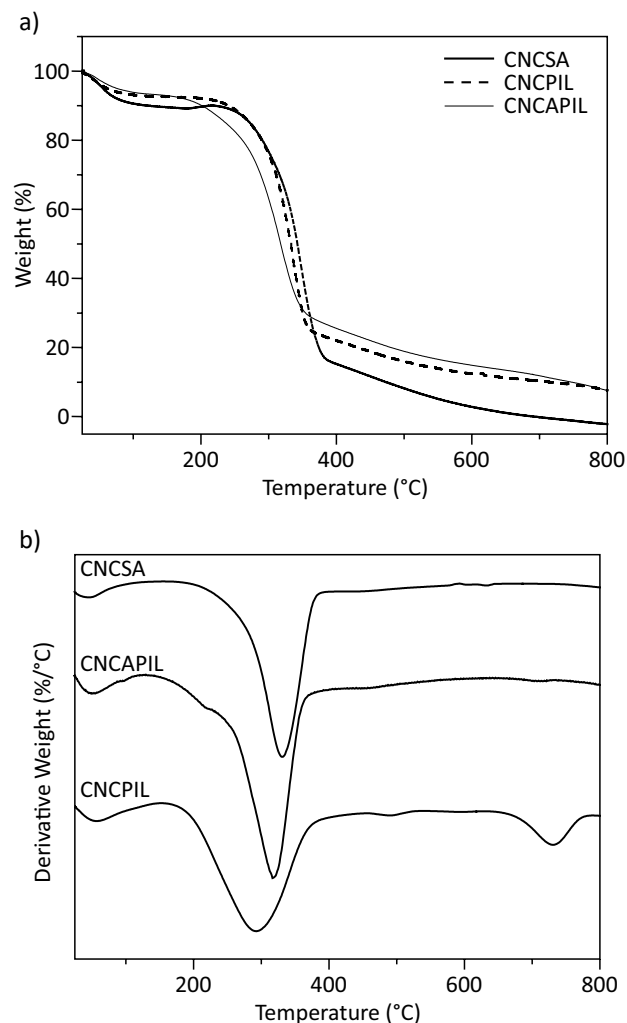 a)
100
80
60
40
20
0
Weight (%)
CNCSA
CNCPIL
CNCAPIL
200
400
600
800
Temperature (°C)
b)
CNCSA
CNCAPIL
CNCPIL
Derivative Weight (%/°C)
200
400
600
800
Temperature (°C)